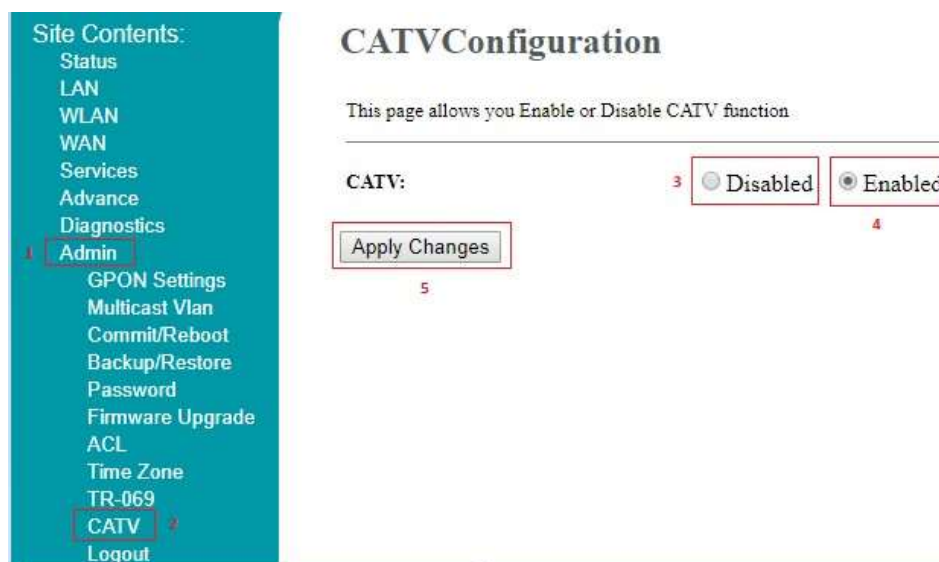 Site Contents:
Status
LAN
WLAN
WAN
Services
Advance
Diagnostics
1 Admin
GPON Settings
Multicast Vlan
Commit/Reboot
Backup/Restore
Password
Firmware Upgrade
ACL
Time Zone
TR-069
CATV 2
Logout
CATVConfiguration
This page allows you Enable or Disable CATV function
CATV: 3 Disabled Enabled
4
Apply Changes
5